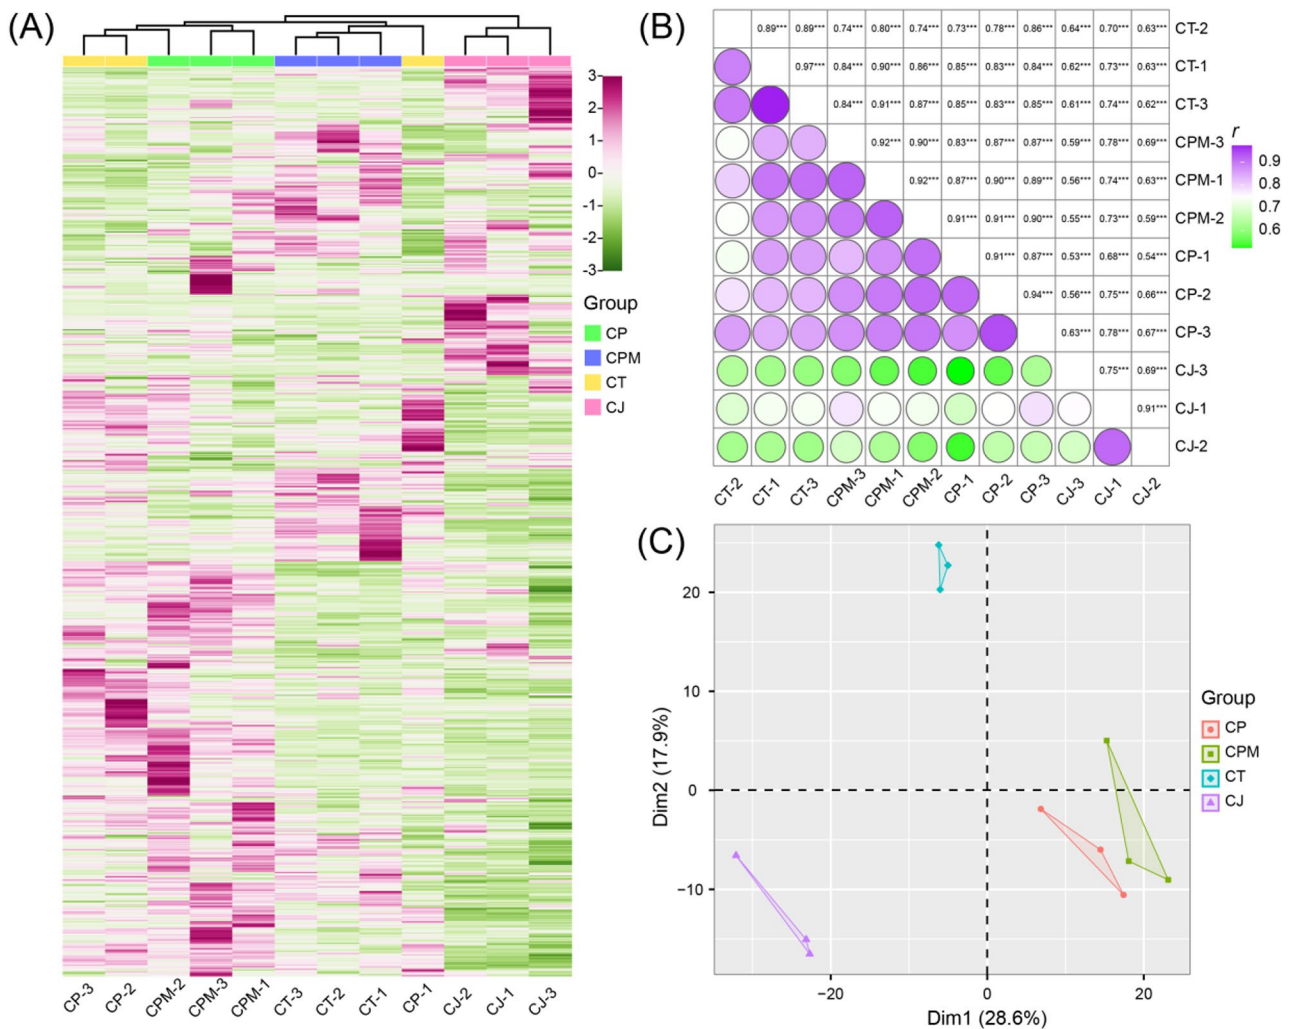 (A)
3
2
1
0
-1
-2
-3
Group
CP
CPM
CT
CJ
CP-3 CP-2 CPM-2 CPM-3 CPM-1 CT-3 CT-2 CT-1 CP-1 CJ-2 CJ-1 CJ-3
(B)
0.89*** 0.89*** 0.74*** 0.80*** 0.74*** 0.73*** 0.78*** 0.86*** 0.64*** 0.70*** 0.63*** CT-2
0.97*** 0.84*** 0.90*** 0.86*** 0.85*** 0.83*** 0.84*** 0.62*** 0.73*** 0.63*** CT-1
0.84*** 0.91*** 0.87*** 0.85*** 0.83*** 0.85*** 0.61*** 0.74*** 0.62*** CT-3
0.92*** 0.90*** 0.83*** 0.87*** 0.87*** 0.59*** 0.78*** 0.69*** CPM-3
0.92*** 0.87*** 0.90*** 0.89*** 0.56*** 0.74*** 0.63*** CPM-1
0.91*** 0.91*** 0.90*** 0.55*** 0.73*** 0.59*** CPM-2
0.91*** 0.87*** 0.53*** 0.68*** 0.54*** CP-1
0.94*** 0.56*** 0.75*** 0.66*** CP-2
0.63*** 0.78*** 0.67*** CP-3
0.75*** 0.69*** CJ-3
0.91*** CJ-1
CJ-2
CT-2 CT-1 CT-3 CPM-3 CPM-1 CPM-2 CP-1 CP-2 CP-3 CJ-3 CJ-1 CJ-2
r
0.9
0.8
0.7
0.6
(C)
20
10
0
−10
Dim2 (17.9%)
−20 0 20
Dim1 (28.6%)
Group
CP
CPM
CT
CJ